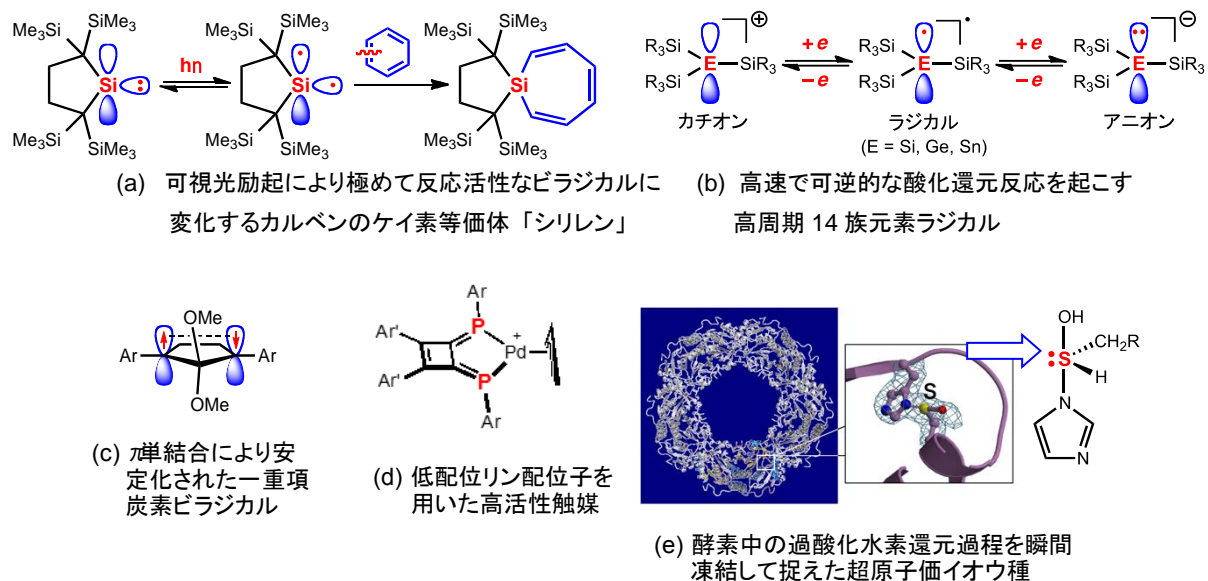 Me3Si SiMe3
Si
Me3Si SiMe3
hn
Me3Si SiMe3
Si
Me3Si SiMe3
Me3Si SiMe3
Si
Me3Si SiMe3
(a) 可視光励起により極めて反応活性なビラジカルに
変化するカルベンのケイ素等価体「シリレン」
R3Si
E SiR3
R3Si
⊕
カチオン
+e
−e
R3Si
E SiR3
R3Si
•
ラジカル
(E = Si, Ge, Sn)
+e
−e
R3Si
E SiR3
R3Si
⊖
アニオン
(b) 高速で可逆的な酸化還元反応を起こす
高周期 14 族元素ラジカル
OMe
Ar Ar
OMe
(c) π単結合により安
定化された一重項
炭素ビラジカル
Ar
Ar' P
+
Pd
Ar' P
Ar
(d) 低配位リン配位子を
用いた高活性触媒
S
OH
S CH2R
H
N
N
(e) 酵素中の過酸化水素還元過程を瞬間
凍結して捉えた超原子価イオウ種